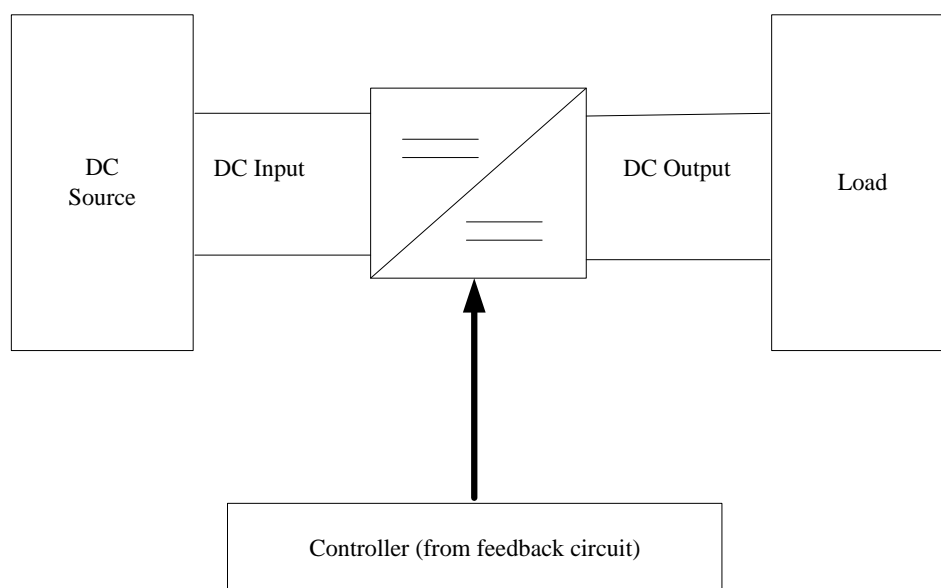 DC
Source
DC Input
DC Output
Load
Controller (from feedback circuit)